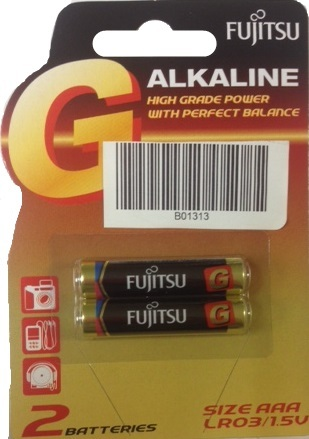 FUJITSU
G
ALKALINE
HIGH GRADE POWER
WITH PERFECT BALANCE
B01313
FUJITSU G
FUJITSU G
2 BATTERIES
SIZE AAA
LR03/1.5V